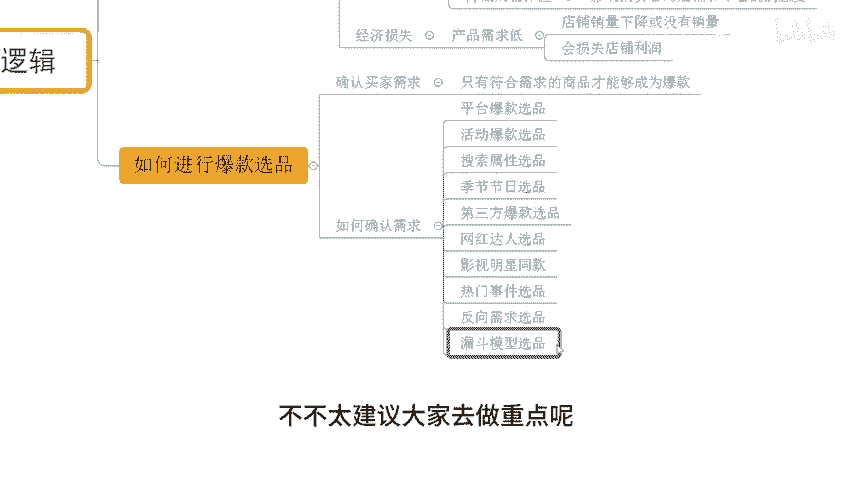 经济损失
产品需求低
店铺销量下降或没有销量
会损失店铺利润
逻辑
确认买家需求
只有符合需求的商品才能够成为爆款
如何进行爆款选品
平台爆款选品
活动爆款选品
搜索属性选品
季节节日选品
第三方爆款选品
如何确认需求
网红达人选品
影视明星同款
热门事件选品
反向需求选品
漏斗模型选品
不不太建议大家去做重点呢